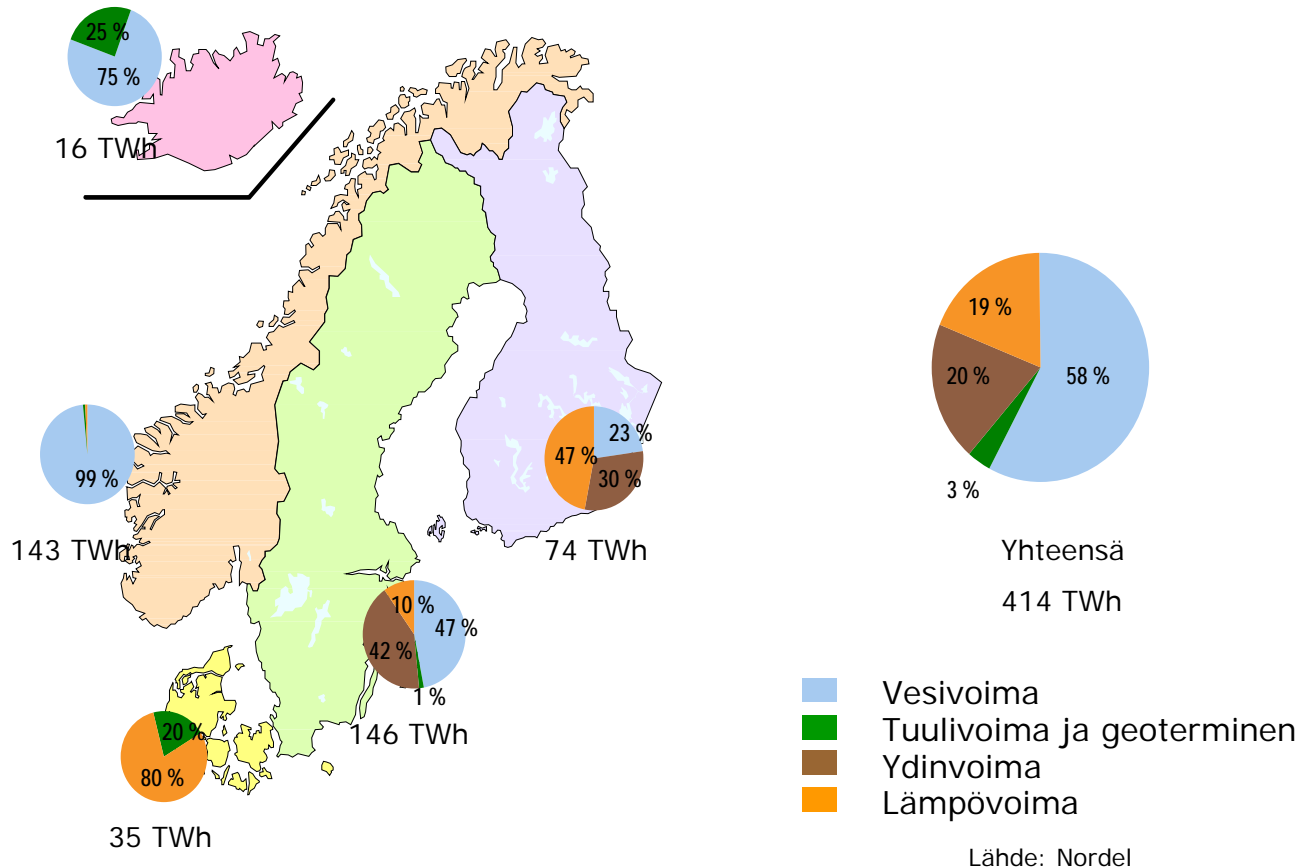 25 %
75 %
16 TWh
99 %
143 TWh
23 %
47 %
30 %
74 TWh
10 %
47 %
42 %
1 %
146 TWh
20 %
80 %
35 TWh
19 %
20 %
58 %
3 %
Yhteensä
414 TWh
Vesivoima
Tuulivoima ja geoterminen
Ydinvoima
Lämpövoima
Lähde: Nordel